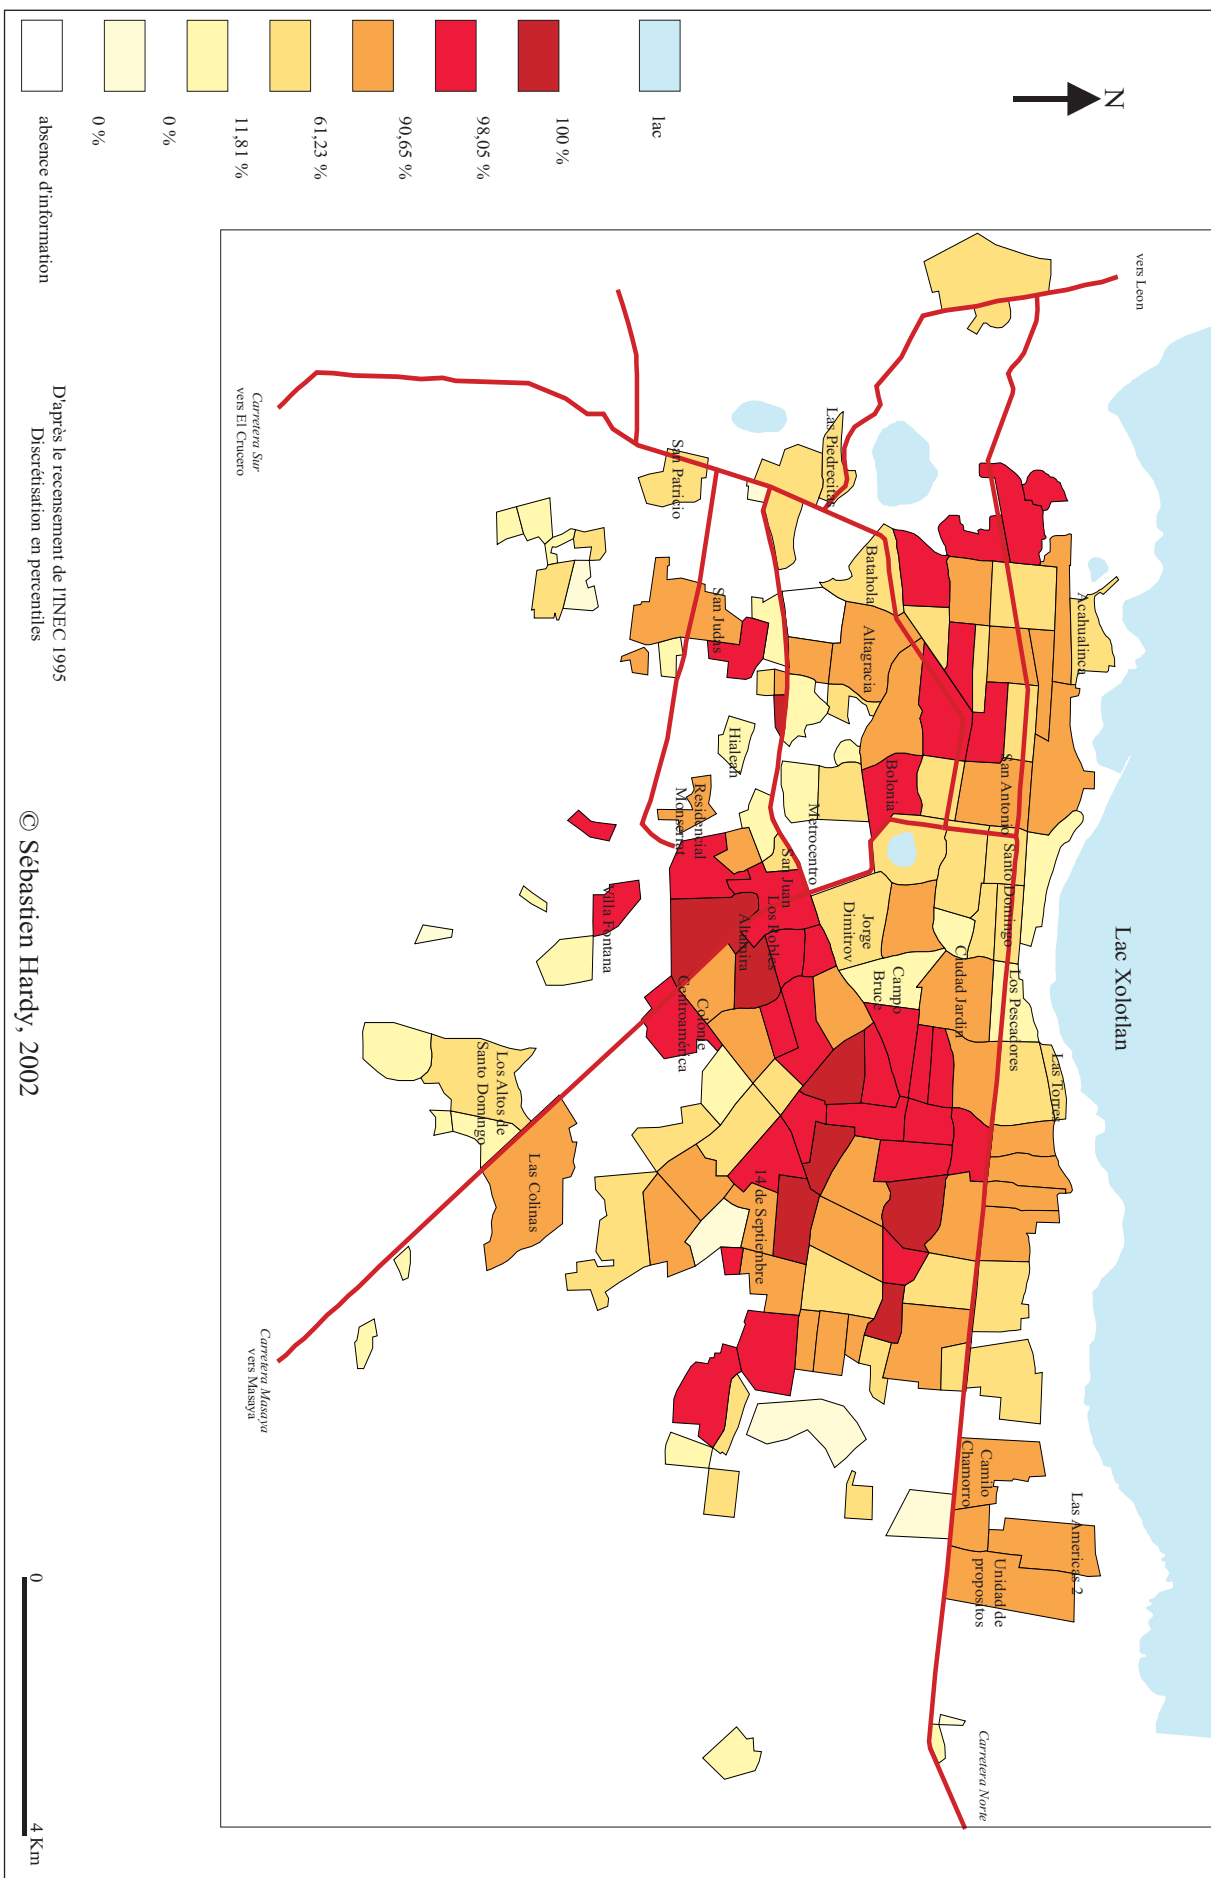 N
lac
100 %
98,05 %
90,65 %
61,23 %
11,81 %
0 %
0 %
absence d'information
D'après le recensement de l'INEC 1995
Discrétisation en percentiles
© Sébastien Hardy, 2002
0
4 Km
vers Leon
Lac Xolotlan
Acahualinca
Las Piedrecitas
Batahola
Altagracia
San Patricio
San Judas
Carretera Sur
vers El Crucero
Hialeah
Bolonia
San Antonio
Santo Domingo
Metrocentro
Residencial
Monserrat
San Juan
Los Robles
Altamira
Jorge
Dimitrov
Campo
Bruce
Ciudad Jardin
Los Pescadores
Las Torres
Villa Fontana
Colonie
Centroamérica
Los Altos de
Santo Domingo
Las Colinas
14 de Septiembre
Carretera Masaya
vers Masaya
Camilo
Chamorro
Las Americas 2
Unidad de
propositos
Carretera Norte